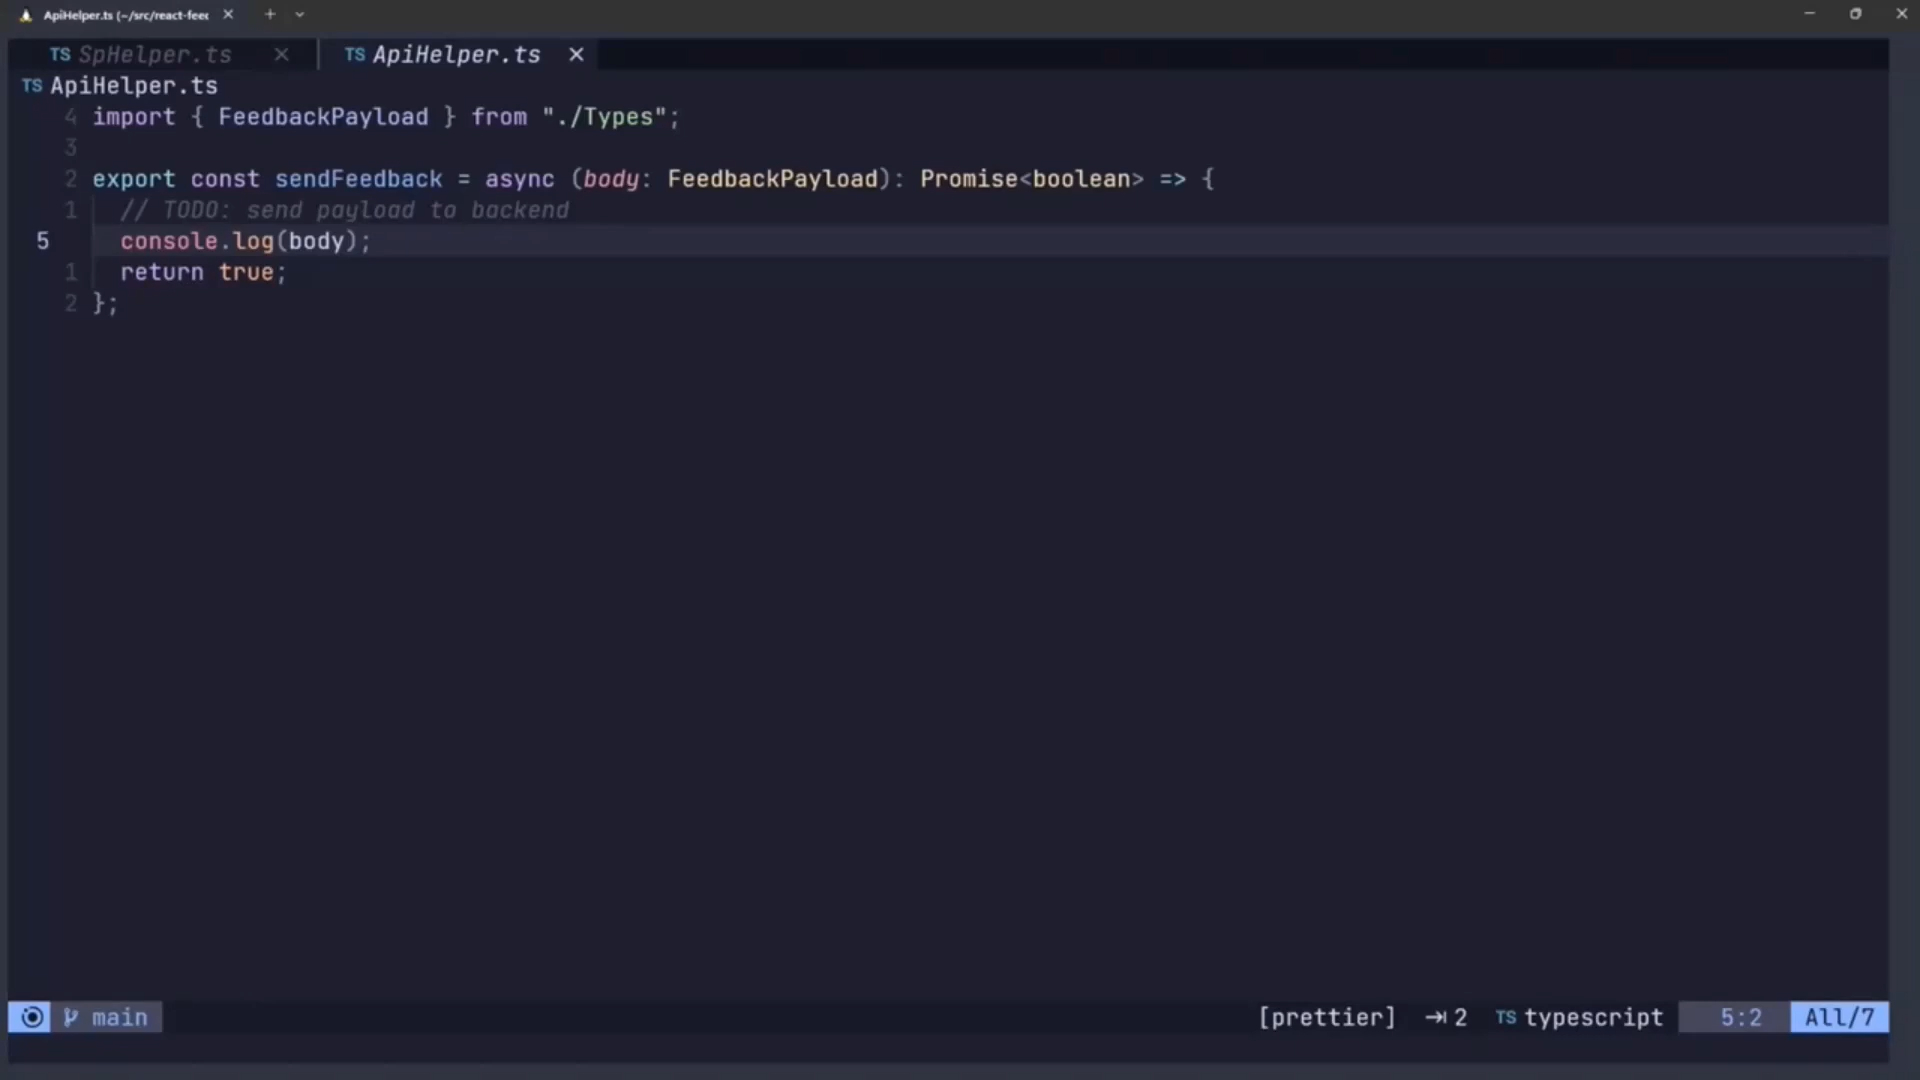 ApiHelper.ts (~/src/react-feec
TS SpHelper.ts TS ApiHelper.ts
TS ApiHelper.ts
4 import { FeedbackPayload } from "./Types";
3
2 export const sendFeedback = async (body: FeedbackPayload): Promise<boolean> => {
1 // TODO: send payload to backend
5 console.log(body);
1 return true;
2 };
main [prettier] 2 TS typescript 5:2 All/7